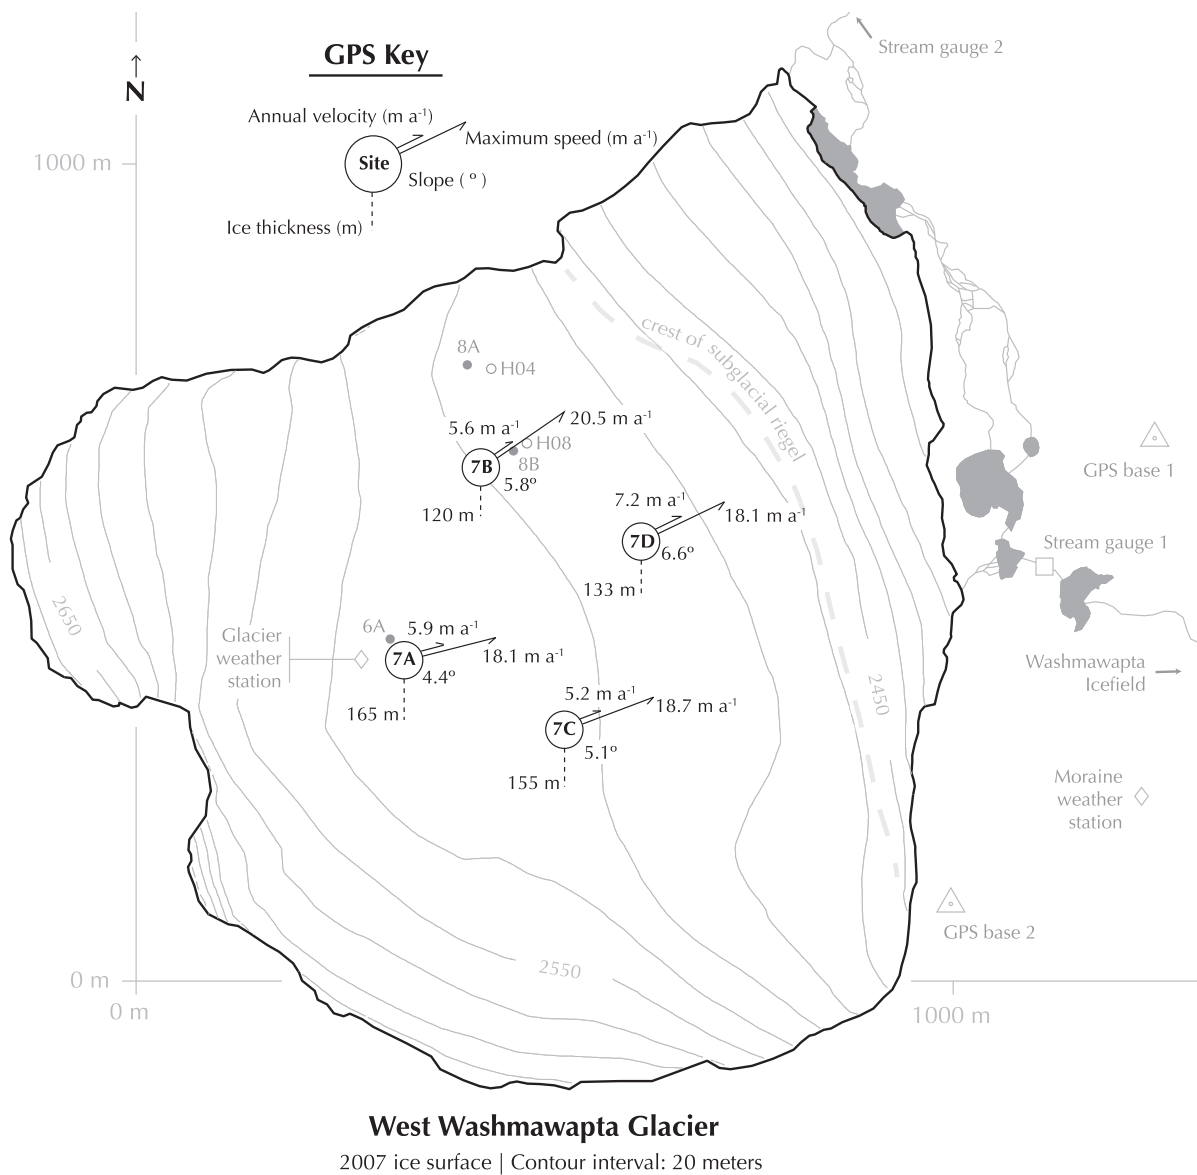 Stream gauge 2
GPS Key
N
Annual velocity (m a⁻¹)
Maximum speed (m a⁻¹)
1000 m
Site
Slope ( º )
Ice thickness (m)
crest of subglacial riegel
8A
H04
5.6 m a⁻¹
20.5 m a⁻¹
H08
8B
7B
5.8º
120 m
GPS base 1
7.2 m a⁻¹
18.1 m a⁻¹
7D
6.6º
133 m
Stream gauge 1
2650
6A
5.9 m a⁻¹
Glacier
weather
station
7A
18.1 m a⁻¹
4.4º
165 m
Washmawapta
Icefield
2450
5.2 m a⁻¹
18.7 m a⁻¹
7C
5.1º
155 m
Moraine
weather
station
GPS base 2
2550
0 m
0 m
1000 m
West Washmawapta Glacier
2007 ice surface | Contour interval: 20 meters